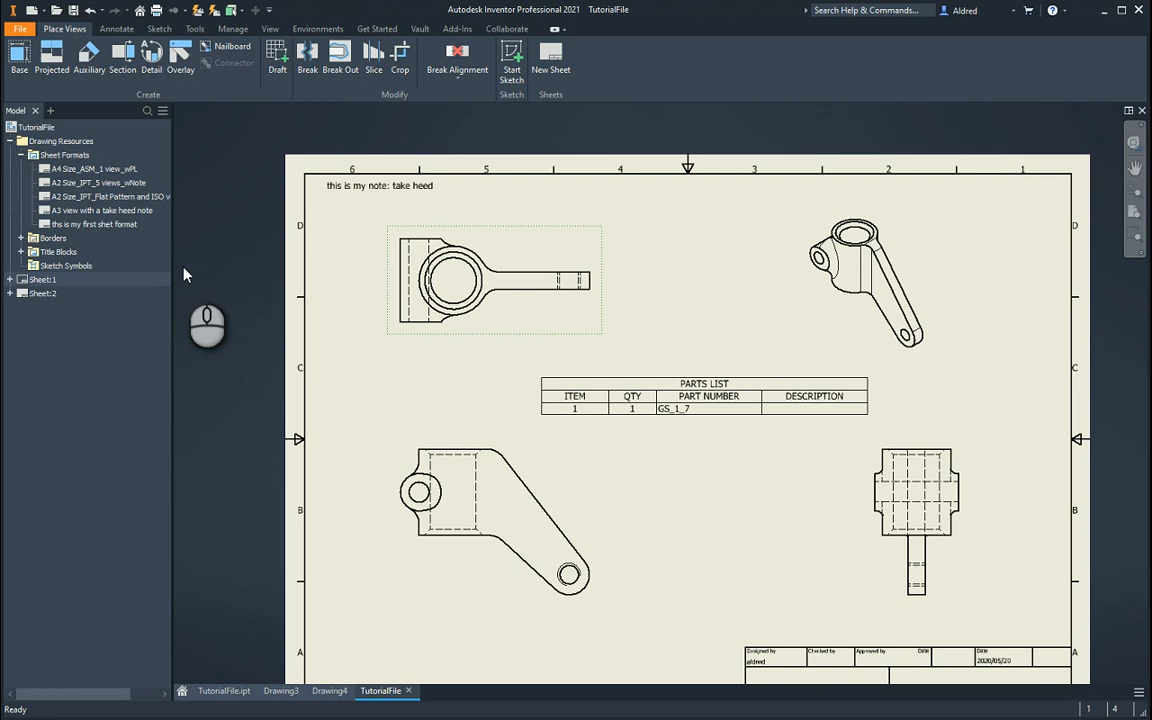 Autodesk Inventor Professional 2021 TutorialFile
Search Help & Commands... Aldred
File Place Views Annotate Sketch Tools Manage View Environments Get Started Vault Add-Ins Collaborate
Base Projected Auxiliary Section Detail Overlay Nailboard Connector Draft Break Break Out Slice Crop Break Alignment Start Sketch New Sheet
Create Modify Sketch Sheets
Model
TutorialFile
Drawing Resources
Sheet Formats
A4 Size_ASM_1 view_wPL
A2 Size_IPT_5 views_wNote
A2 Size_IPT_Flat Pattern and ISO v
A3 view with a take heed note
this is my first shet format
Borders
Title Blocks
Sketch Symbols
Sheet:1
Sheet:2
6 5 4 3 2 1
this is my note: take heed
D D
C C
PARTS LIST
ITEM QTY PART NUMBER DESCRIPTION
1 1 GS_1_7
B B
A A
Designed by Checked by Approved by Date Date
aldred 2020/05/20
TutorialFile.ipt Drawing3 Drawing4 TutorialFile
Ready 1 4